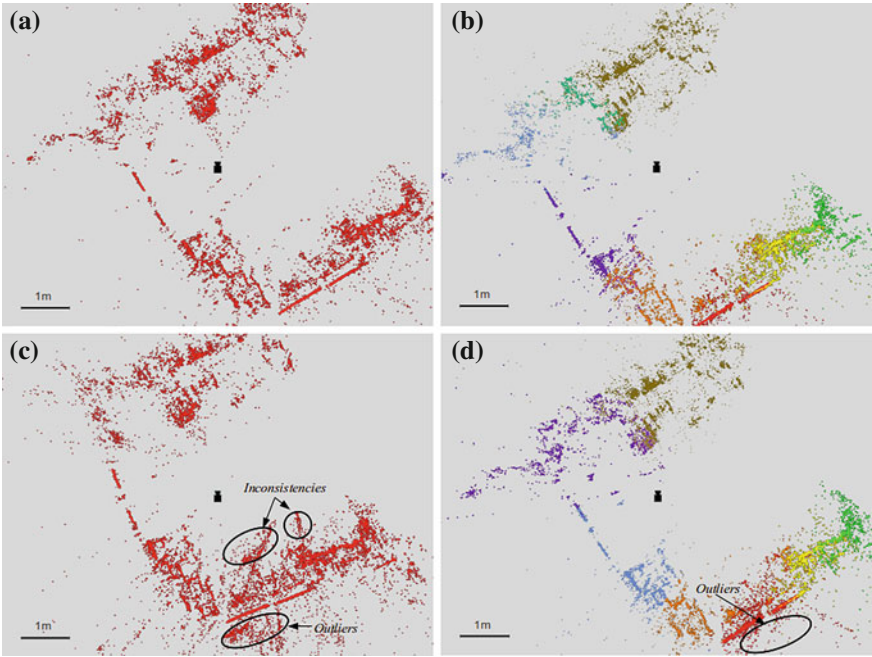 (a)
1m
(b)
1m
(c)
Inconsistencies
Outliers
1m
(d)
Outliers
1m